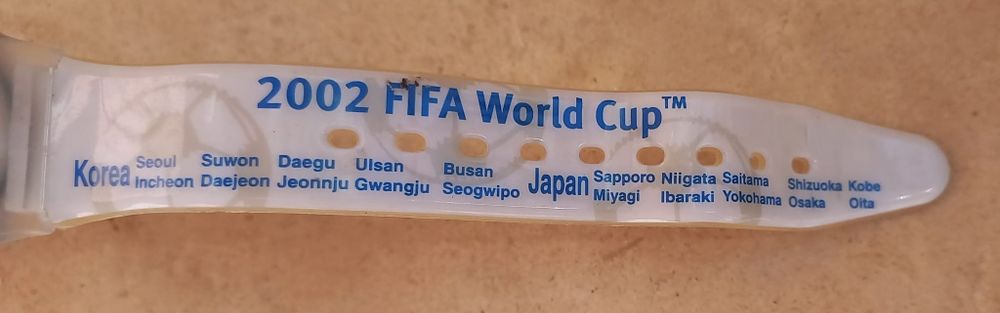 2002 FIFA World Cup™
Korea Seoul Suwon Daegu Ulsan Busan Japan Sapporo Niigata Saitama Shizuoka Kobe
Incheon Daejeon Jeonnju Gwangju Seogwipo Miyagi Ibaraki Yokohama Osaka Oita